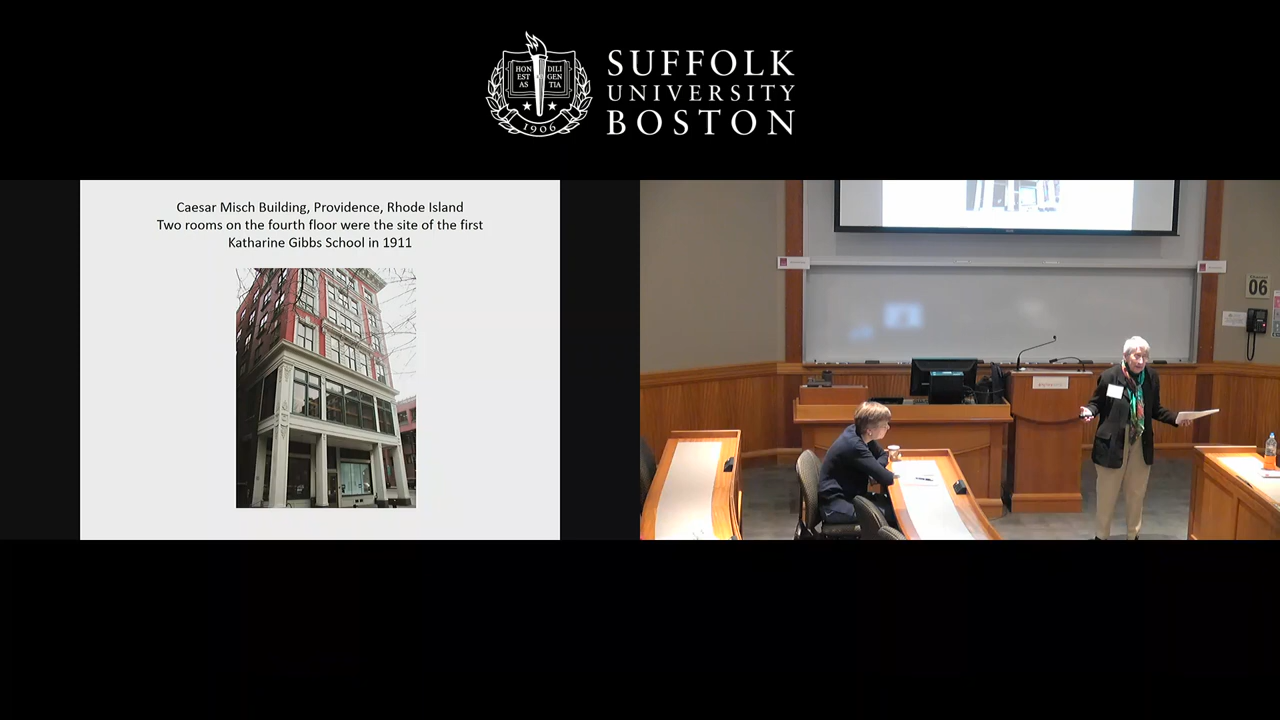 HON
EST
AS
DILI
GEN
TIA
1906
SUFFOLK
UNIVERSITY
BOSTON
Caesar Misch Building, Providence, Rhode Island
Two rooms on the fourth floor were the site of the first
Katharine Gibbs School in 1911
06